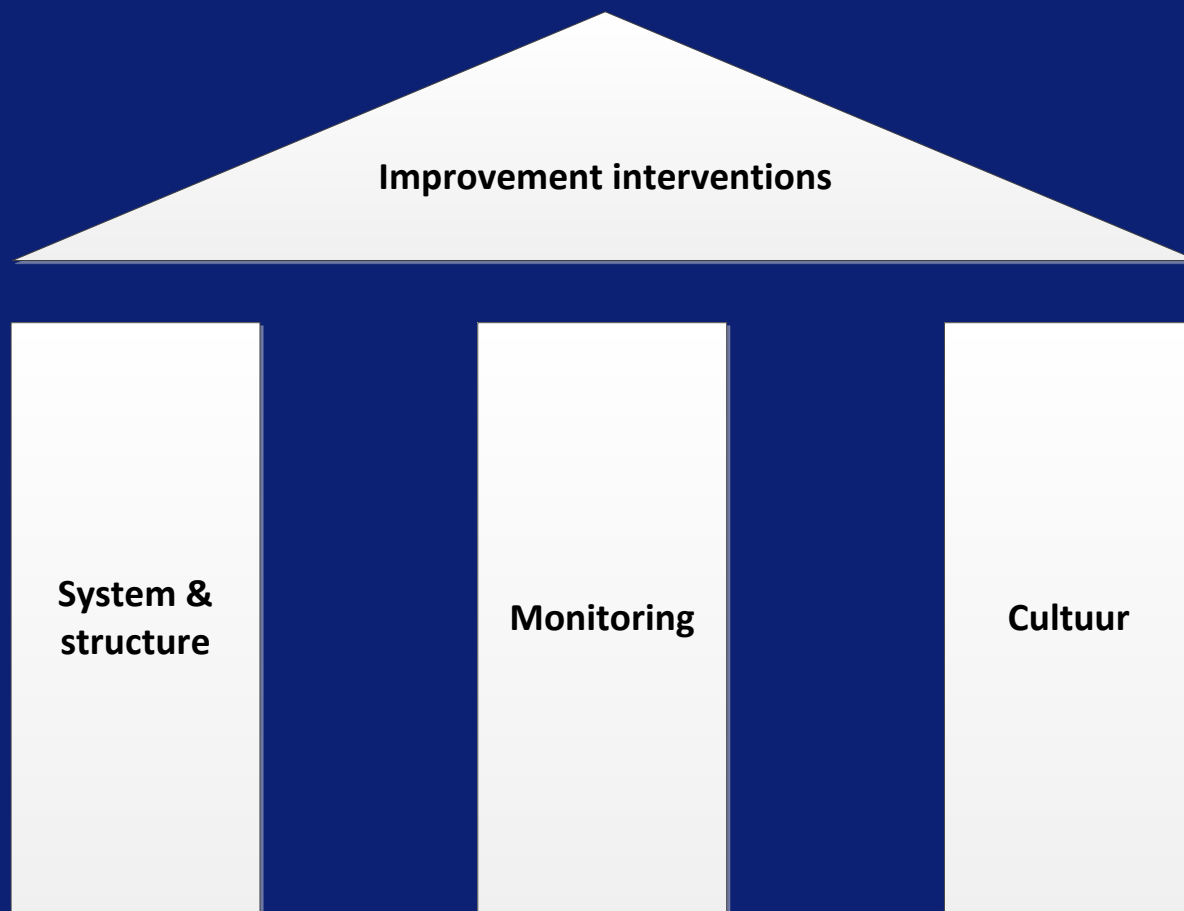 Improvement interventions
System &
structure
Monitoring
Cultuur